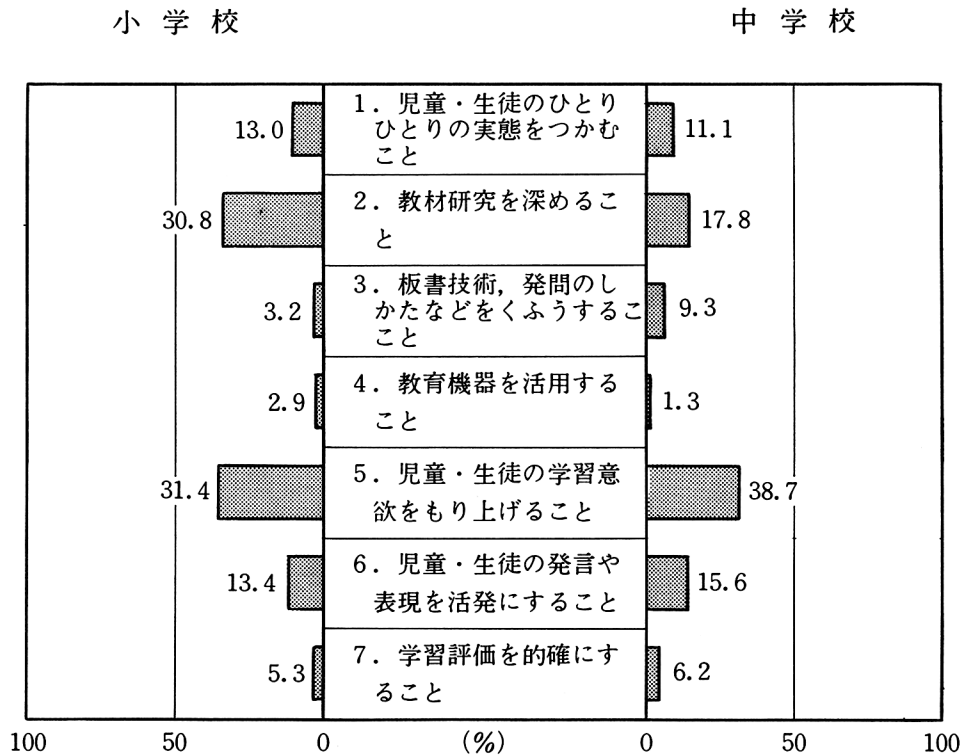 小学校 中学校
13.0 1．児童・生徒のひとり 11.1
ひとりの実態をつかむ
こと
30.8 2．教材研究を深めるこ 17.8
と
3.2 3．板書技術，発問のし 9.3
かたなどをくふうするこ
こと
2.9 4．教育機器を活用する 1.3
こと
31.4 5．児童・生徒の学習意 38.7
欲をもり上げること
13.4 6．児童・生徒の発言や 15.6
表現を活発にすること
5.3 7．学習評価を的確にす 6.2
ること
100 50 0 (%) 0 50 100